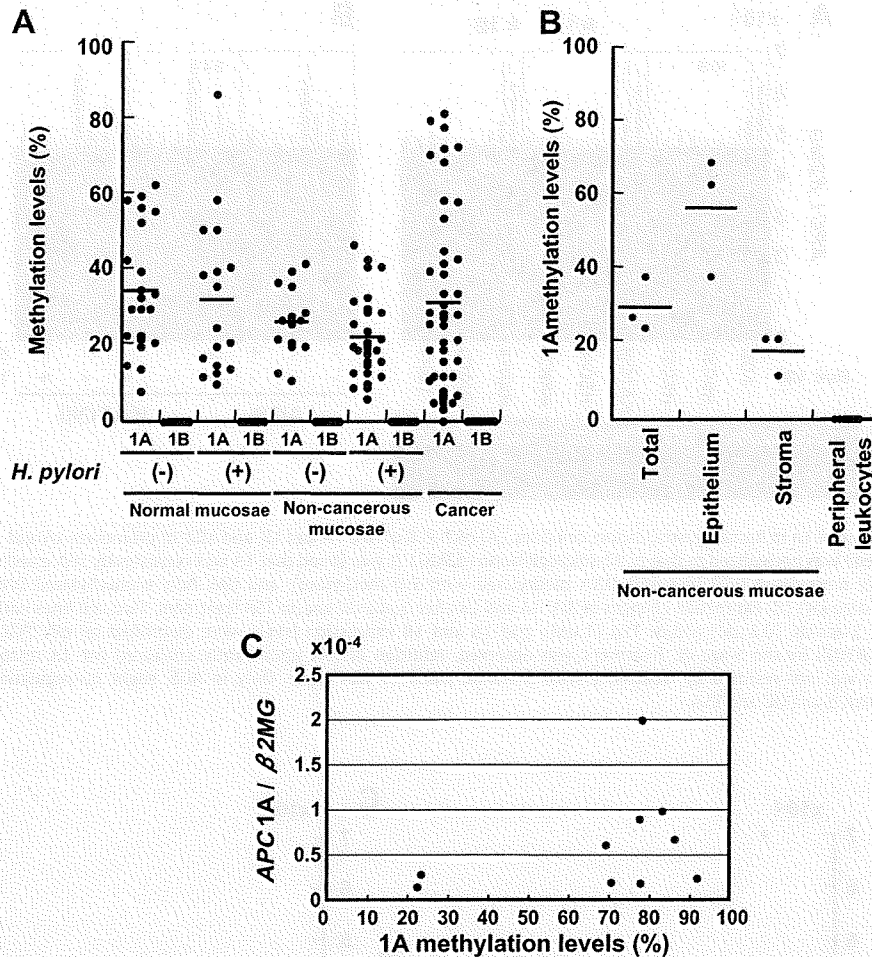 A
B
100
80
60
40
20
0
Methylation levels (%)
1A 1B 1A 1B 1A 1B 1A 1B 1A 1B
H. pylori (-) (+) (-) (+)
Normal mucosae
Non-cancerous mucosae
Cancer
100
80
60
40
20
0
1Amethylation levels (%)
Total
Epithelium
Stroma
Peripheral leukocytes
Non-cancerous mucosae
C
x10-4
2.5
2
1.5
1
0.5
0
APC1A / β2MG
0 10 20 30 40 50 60 70 80 90 100
1A methylation levels (%)